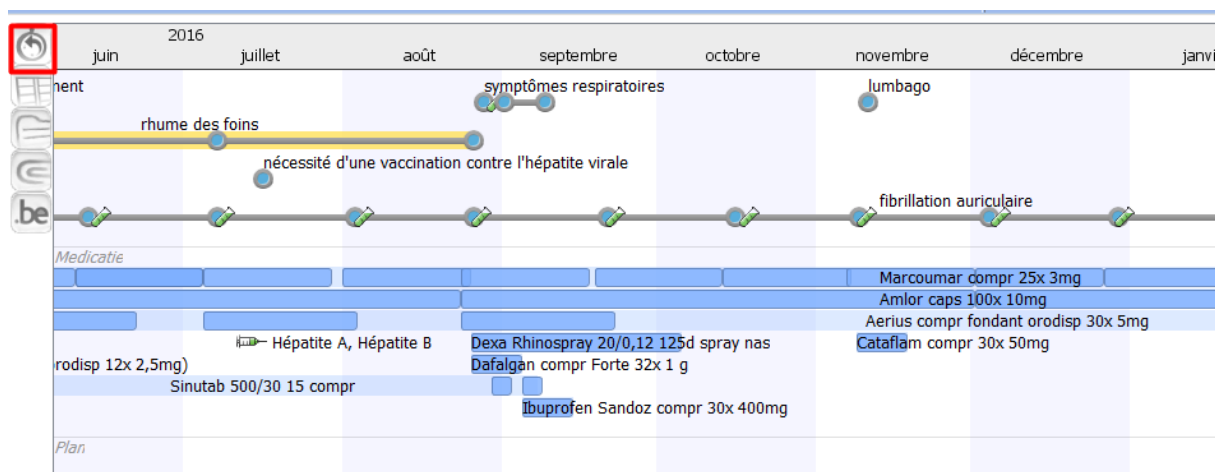 2016
juin juillet août septembre octobre novembre décembre janvi
ment symptômes respiratoires lumbago
rhume des foins
nécessité d'une vaccination contre l'hépatite virale
.be fibrillation auriculaire
Medicatie
Marcoumar compr 25x 3mg
Amlor caps 100x 10mg
Aerius compr fondant orodisp 30x 5mg
Hépatite A, Hépatite B Dexa Rhinospray 20/0,12 125d spray nas Cataflam compr 30x 50mg
orodisp 12x 2,5mg) Dafalgan compr Forte 32x 1 g
Sinutab 500/30 15 compr
Ibuprofen Sandoz compr 30x 400mg
Plan